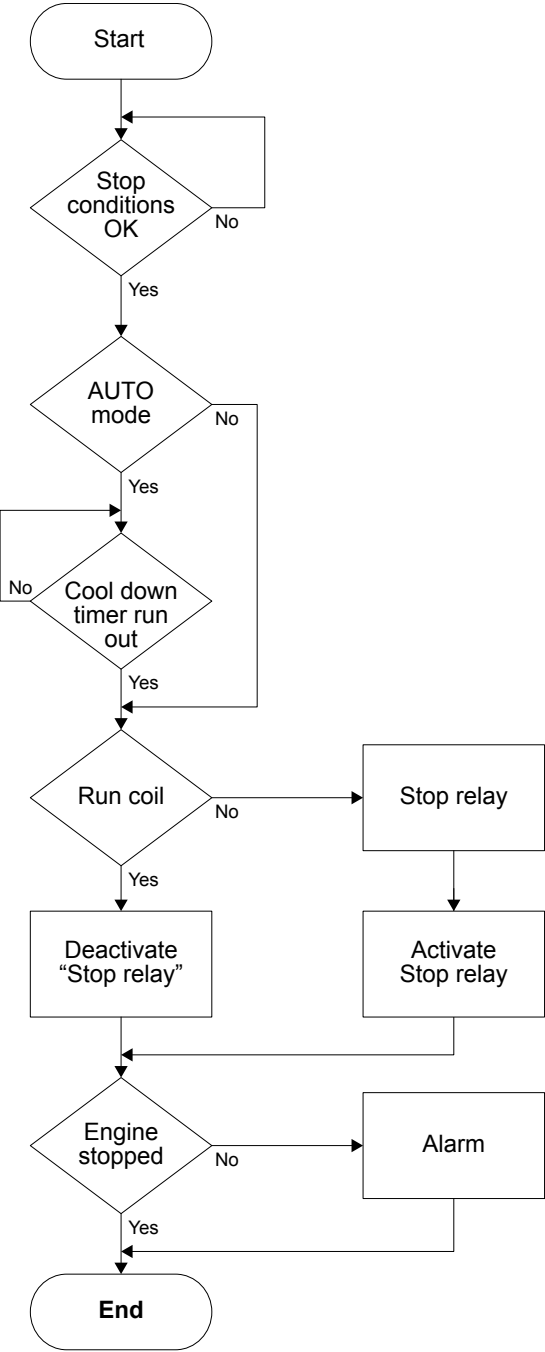 Start
Stop
conditions
OK
No
Yes
AUTO
mode
No
Yes
No
Cool down
timer run
out
Yes
Run coil
No
Stop relay
Yes
Deactivate
“Stop relay”
Activate
Stop relay
Engine
stopped
No
Alarm
Yes
End